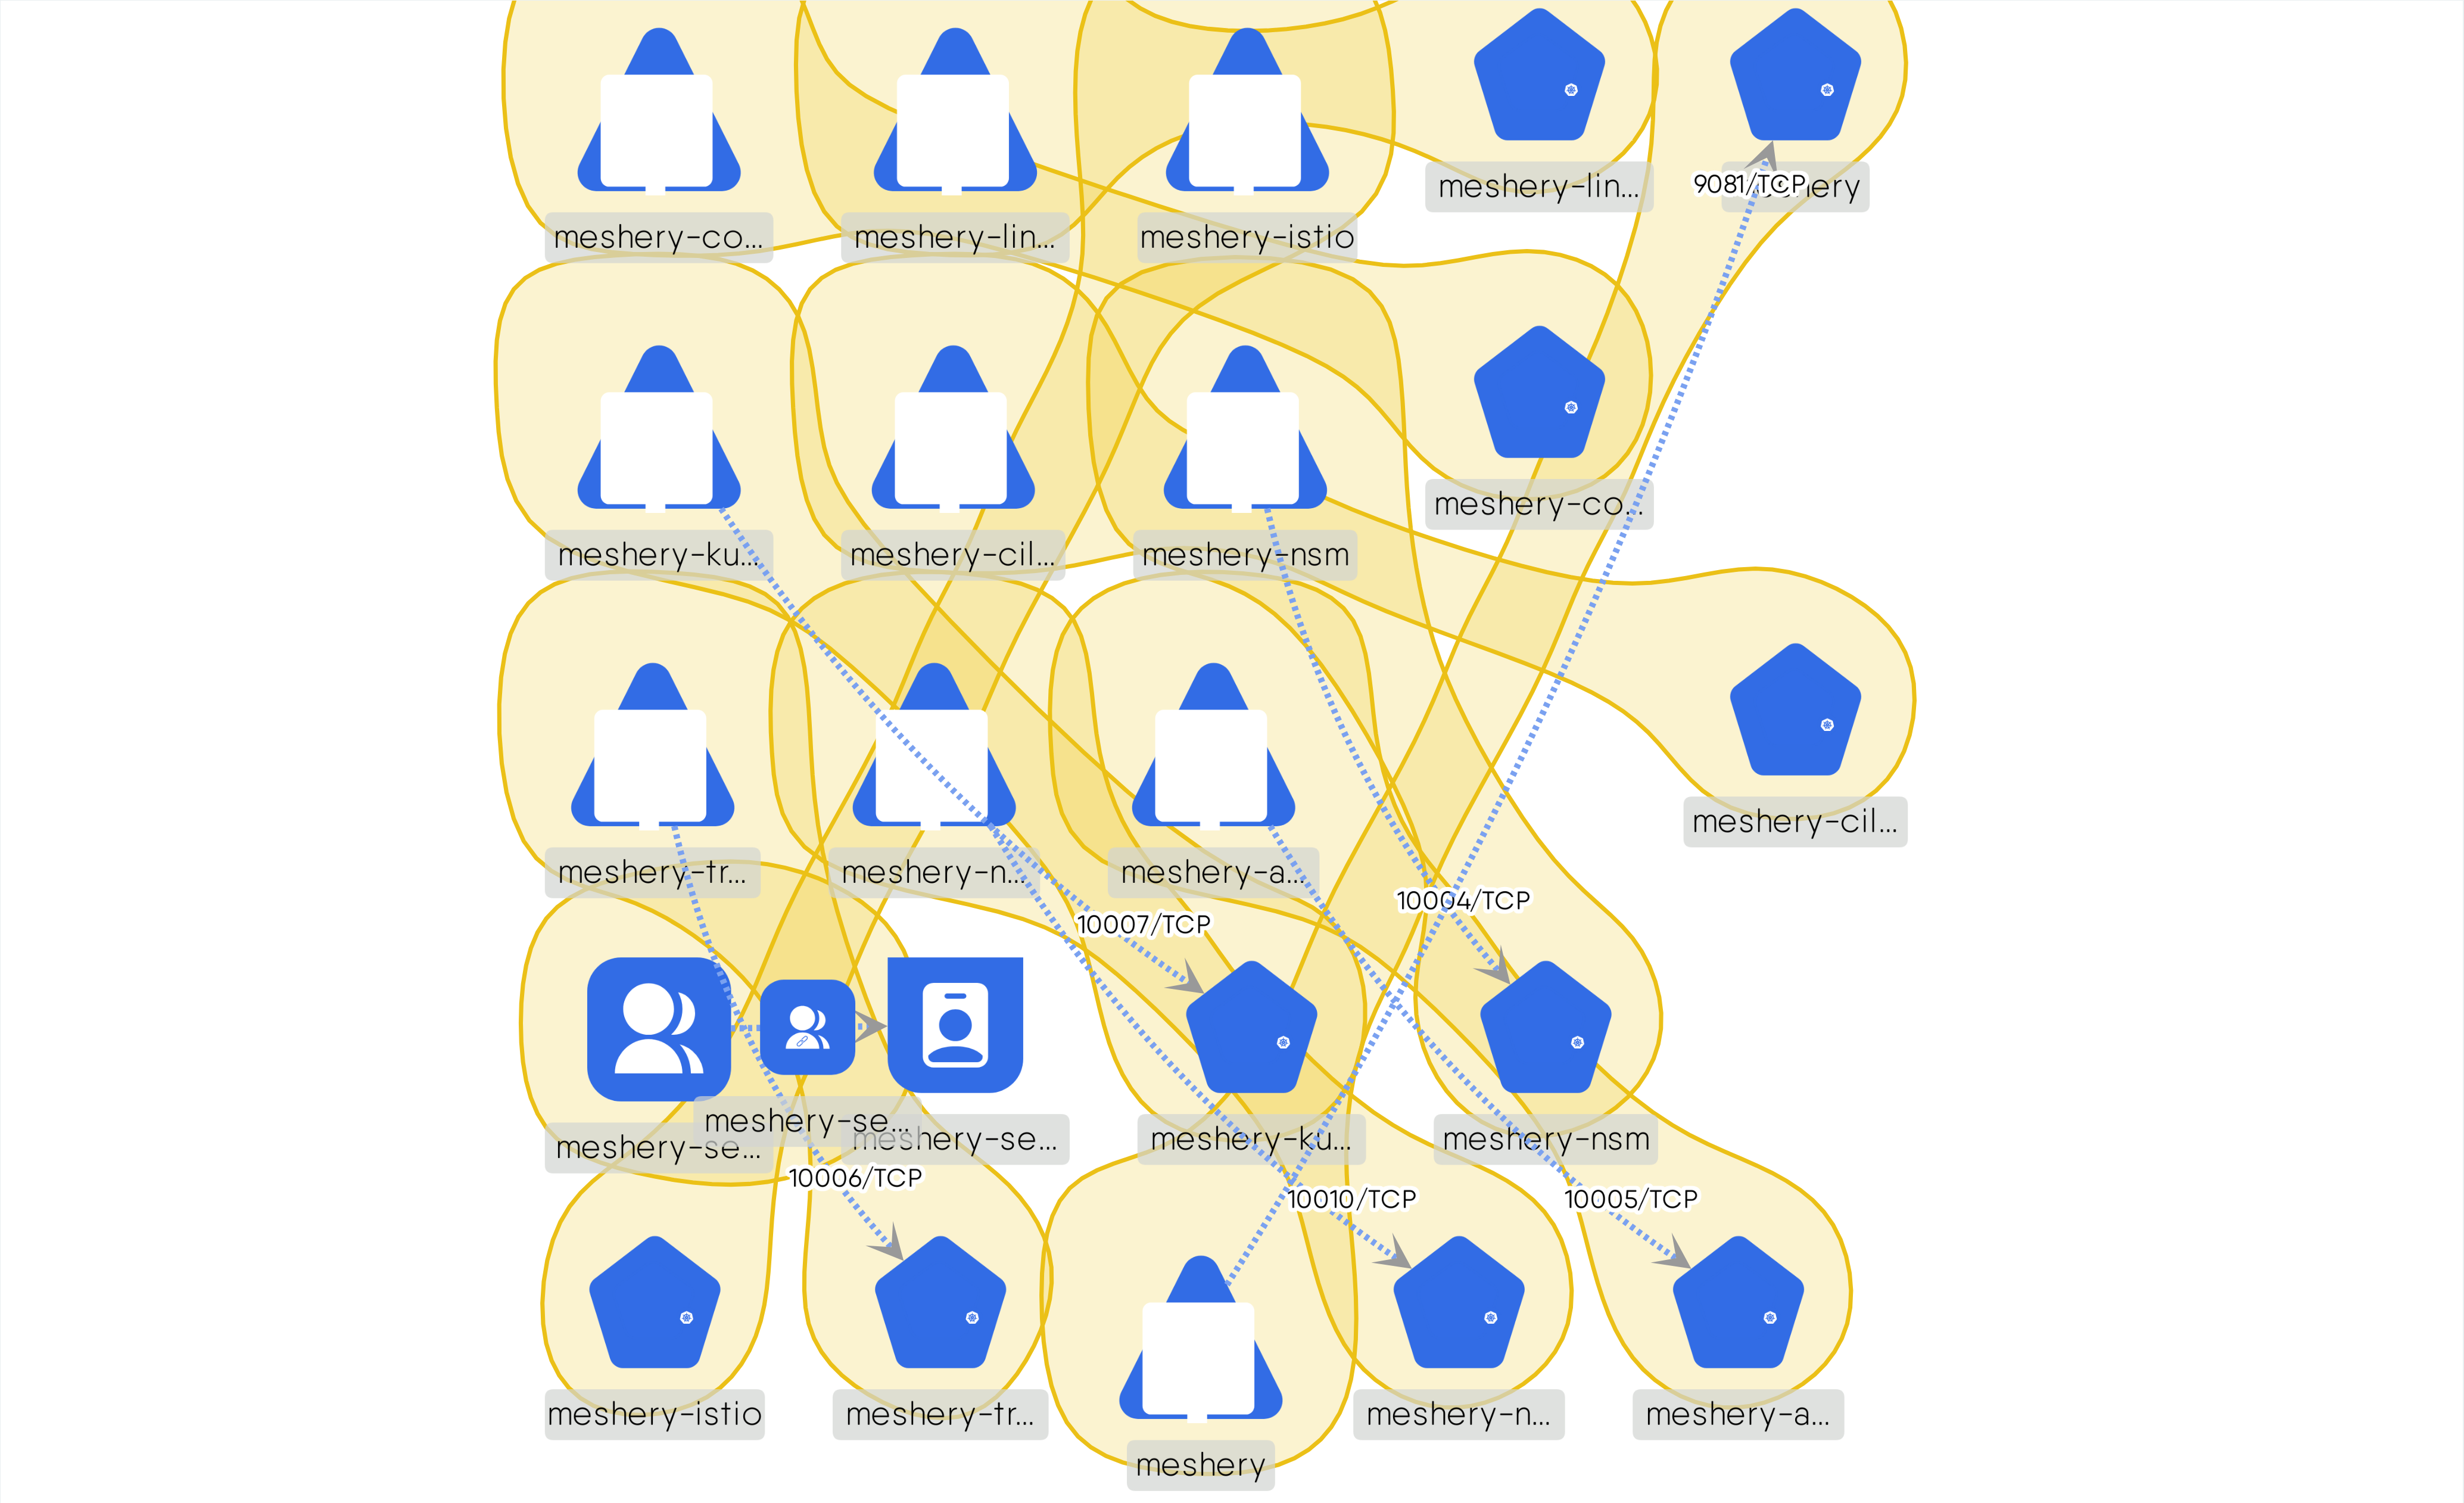 meshery-lin...
9081/TCP
meshery-co...
meshery-lin...
meshery-istio
meshery-co...
meshery-ku...
meshery-cil...
meshery-nsm
meshery-cil...
meshery-tr...
meshery-n...
meshery-a...
10004/TCP
10007/TCP
meshery-se...
meshery-se...
meshery-se...
meshery-ku...
meshery-nsm
10006/TCP
10010/TCP
10005/TCP
meshery-istio
meshery-tr...
meshery-n...
meshery-a...
meshery